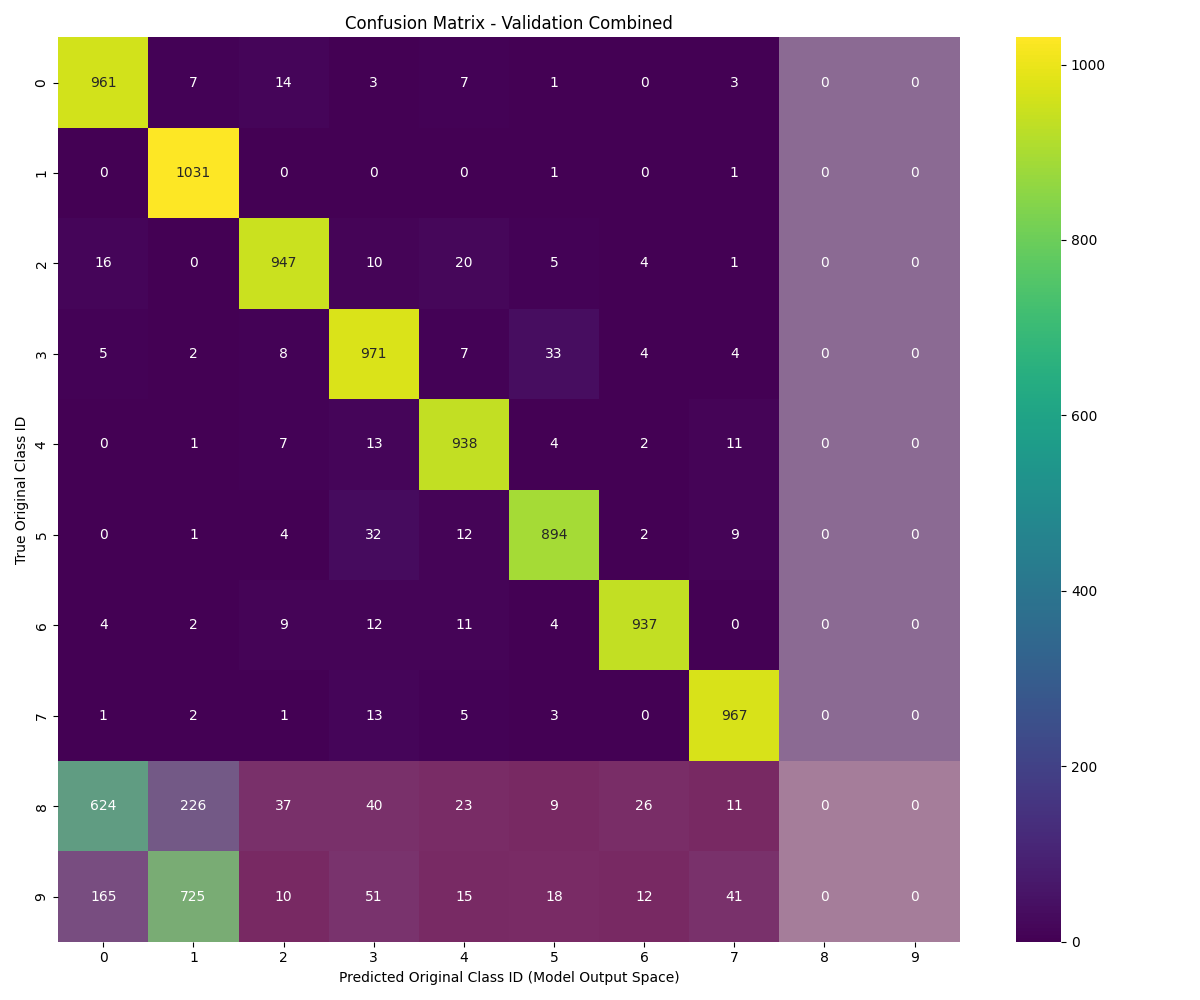 Confusion Matrix - Validation Combined
0 961 7 14 3 7 1 0 3 0 0
1 0 1031 0 0 0 1 0 1 0 0
2 16 0 947 10 20 5 4 1 0 0
3 5 2 8 971 7 33 4 4 0 0
4 0 1 7 13 938 4 2 11 0 0
5 0 1 4 32 12 894 2 9 0 0
6 4 2 9 12 11 4 937 0 0 0
7 1 2 1 13 5 3 0 967 0 0
8 624 226 37 40 23 9 26 11 0 0
9 165 725 10 51 15 18 12 41 0 0
0 1 2 3 4 5 6 7 8 9
Predicted Original Class ID (Model Output Space)
True Original Class ID
1000
800
600
400
200
0